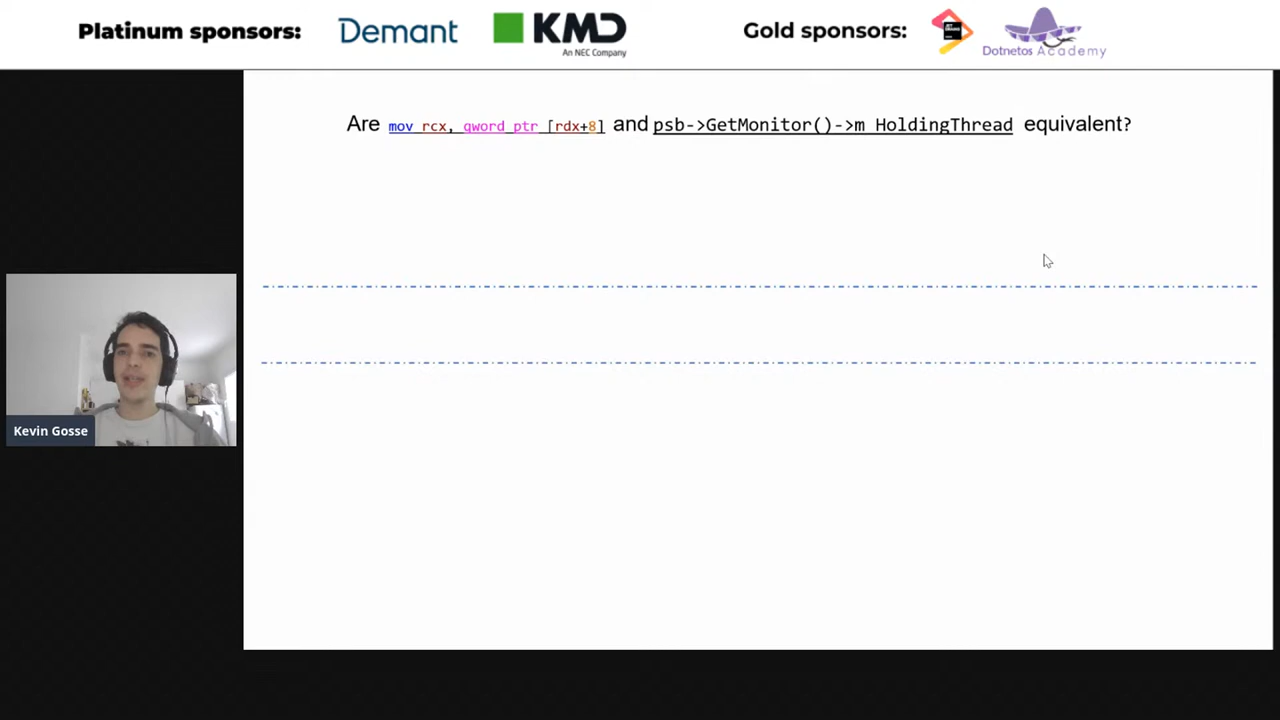 Platinum sponsors: Demant KMD Gold sponsors: Dotnetos Academy
An NEC Company
Are mov rcx, qword ptr [rdx+8] and psb->GetMonitor()->m_HoldingThread equivalent?
Kevin Gosse